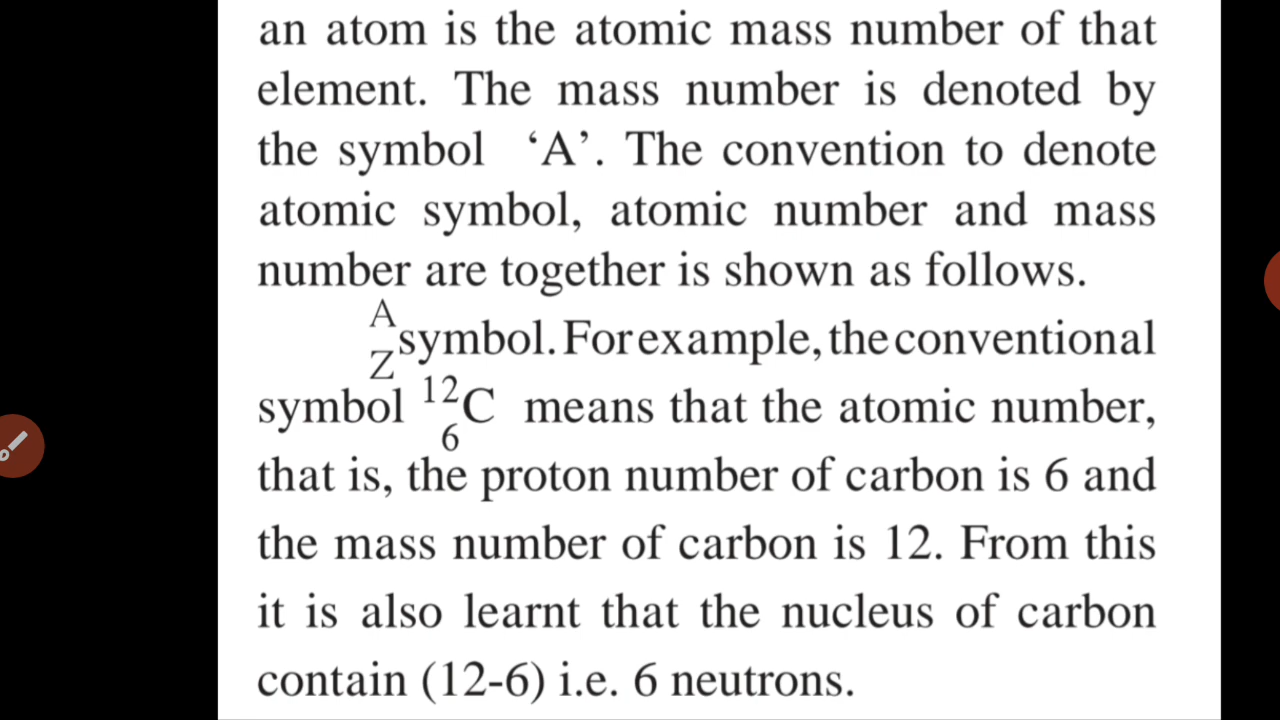 an atom is the atomic mass number of that
element. The mass number is denoted by
the symbol ‘A’. The convention to denote
atomic symbol, atomic number and mass
number are together is shown as follows.
A
Z symbol. For example, the conventional
symbol ¹²₆C means that the atomic number,
that is, the proton number of carbon is 6 and
the mass number of carbon is 12. From this
it is also learnt that the nucleus of carbon
contain (12-6) i.e. 6 neutrons.